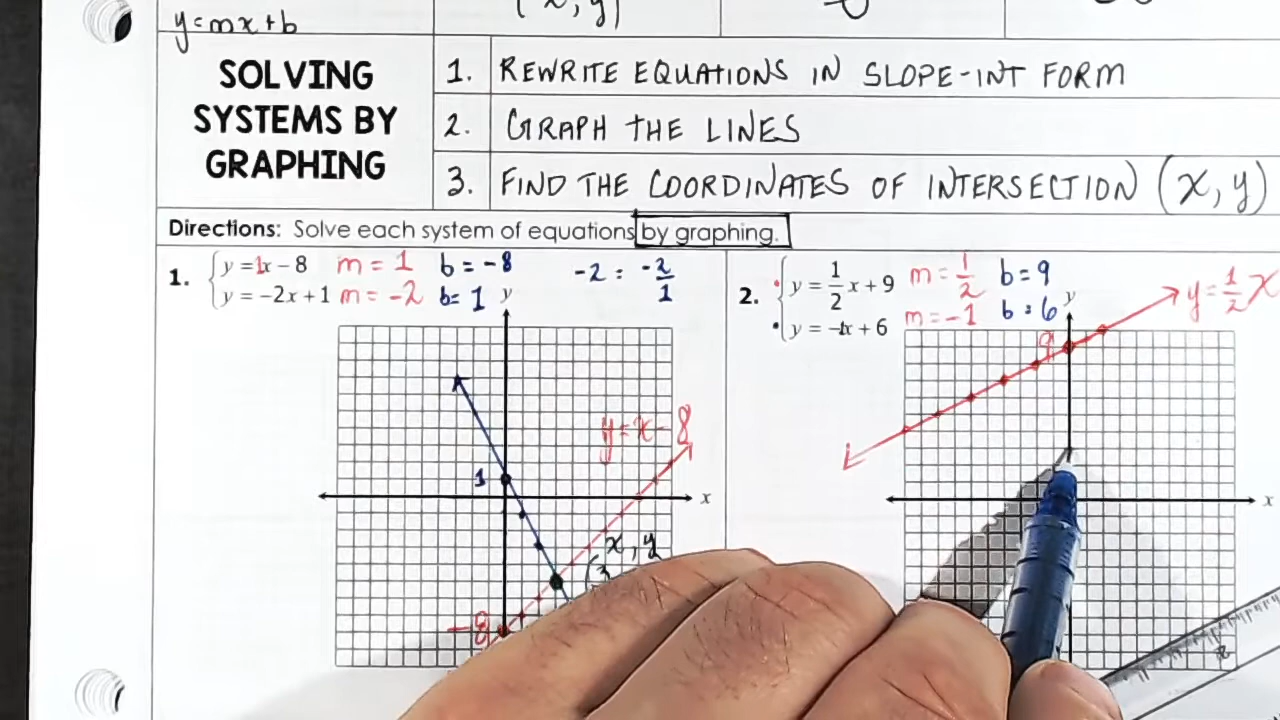 y=mx+b
(x,y)
SOLVING
SYSTEMS BY
GRAPHING
1. REWRITE EQUATIONS IN SLOPE-INT FORM
2. GRAPH THE LINES
3. FIND THE COORDINATES OF INTERSECTION (x,y)
Directions: Solve each system of equations by graphing.
1. y = 1x − 8 m = 1 b = -8 -2 = -2/1
y = −2x + 1 m = -2 b= 1
y
1
x
y=x-8
x,y
(3
-8
2. y = 1/2 x + 9 m = 1/2 b = 9
y = −1x + 6 m = -1 b = 6
y
y=1/2 x
9
x